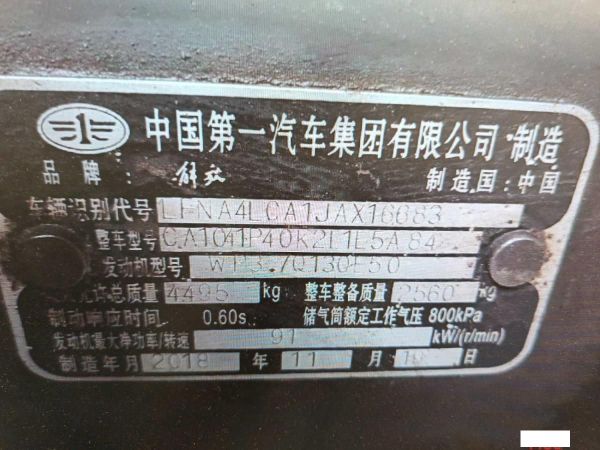 中国第一汽车集团有限公司 制造
品牌: 解放 制造国:中国
车辆识别代号 LFNA4LCA1JAX16683
整车型号 CA1041P40K2L1E5A84
发动机型号
允许总质量 4495 kg 整车整备质量 2560 kg
制动响应时间 0.60s 储气筒额定工作气压 800kPa
发动机最大净功率/转速 91 kW/(r/min)
制造年月 2018 年 11 月 日